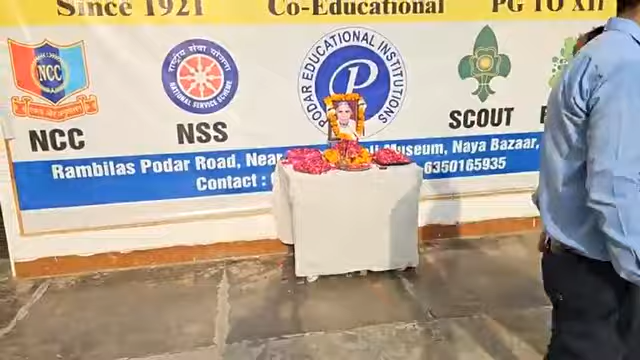 Since 1921 Co-Educational PG TO XII
NCC
NCC
राष्ट्रीय सेवा योजना
NATIONAL SERVICE SCHEME
NSS
PODAR EDUCATIONAL INSTITUTIONS
P
SCOUT
Rambilas Podar Road, Near Museum, Naya Bazaar,
Contact : 6350165935